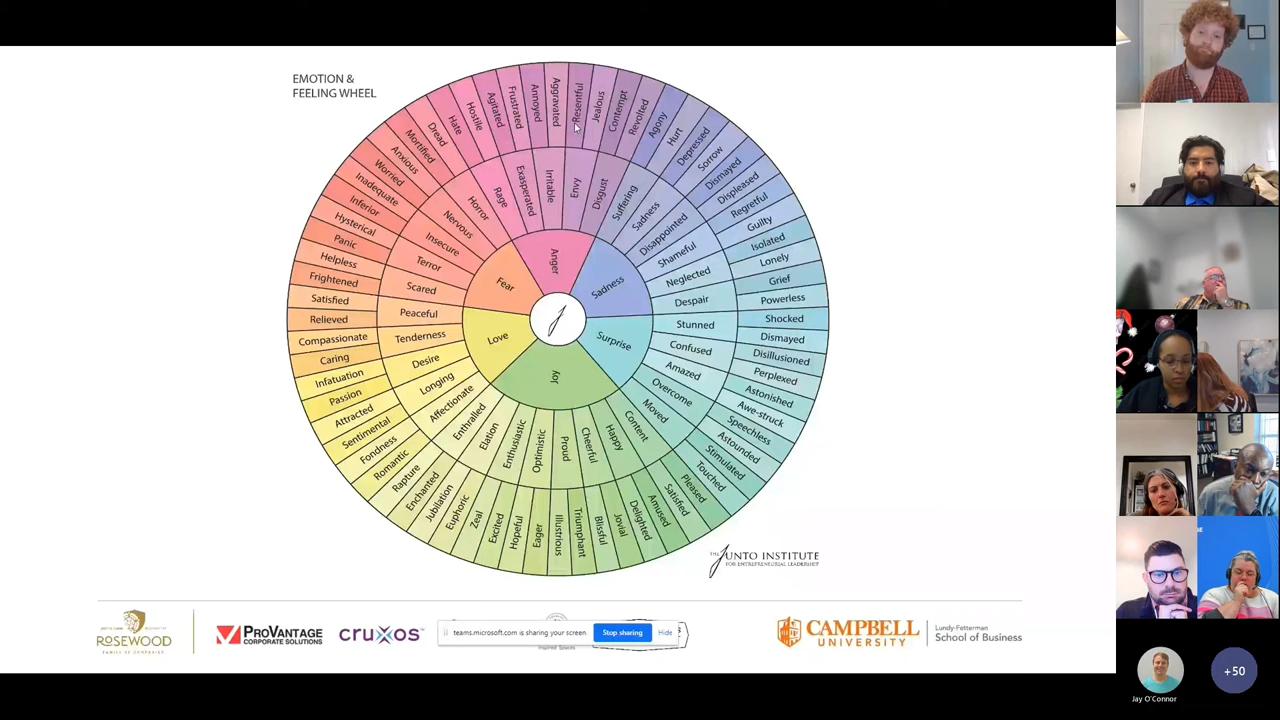 EMOTION &
FEELING WHEEL
Anger
Sadness
Surprise
Joy
Love
Fear
Rage
Exasperated
Irritable
Envy
Disgust
Suffering
Sadness
Disappointed
Shameful
Neglected
Despair
Stunned
Confused
Amazed
Overcome
Moved
Content
Happy
Cheerful
Proud
Optimistic
Enthusiastic
Elation
Enthralled
Affectionate
Longing
Desire
Tenderness
Peaceful
Scared
Terror
Insecure
Nervous
Horror
Hate
Hostile
Agitated
Frustrated
Annoyed
Aggravated
Resentful
Jealous
Contempt
Revolted
Agony
Hurt
Depressed
Sorrow
Dismayed
Displeased
Regretful
Guilty
Isolated
Lonely
Grief
Powerless
Shocked
Dismayed
Disillusioned
Perplexed
Astonished
Awe-struck
Speechless
Astounded
Stimulated
Touched
Pleased
Satisfied
Amused
Delighted
Jovial
Blissful
Triumphant
Illustrious
Eager
Hopeful
Excited
Zeal
Euphoric
Jubilation
Enchanted
Rapture
Romantic
Fondness
Sentimental
Attracted
Passion
Infatuation
Caring
Compassionate
Relieved
Satisfied
Frightened
Helpless
Panic
Hysterical
Inferior
Inadequate
Worried
Anxious
Mortified
Dread
THE JUNTO INSTITUTE
FOR ENTREPRENEURIAL LEADERSHIP
ROSEWOOD
FAMILY OF COMPANIES
PROVANTAGE
CORPORATE SOLUTIONS
cruxos™
teams.microsoft.com is sharing your screen.
Stop sharing
Hide
Inspired Spaces
CAMPBELL
UNIVERSITY
Lundy-Fetterman
School of Business
Jay O'Connor
+50